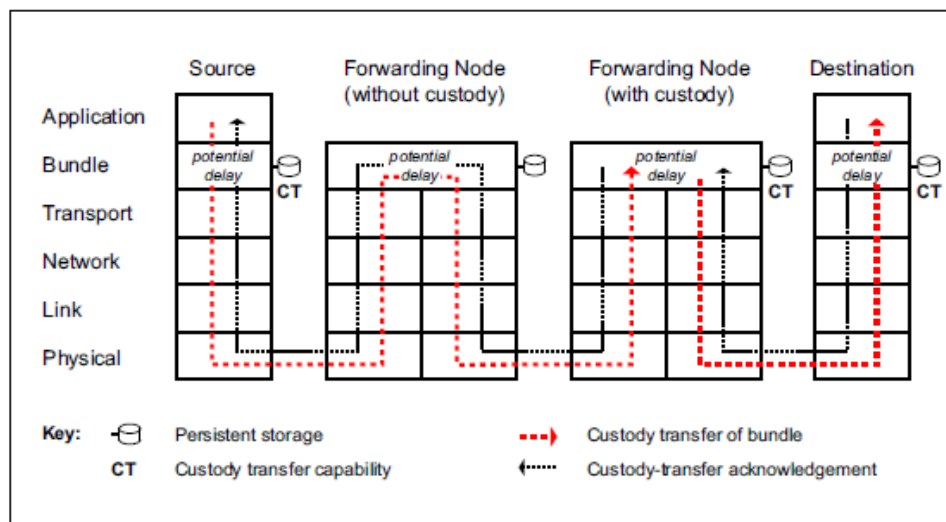 Source
Forwarding Node
(without custody)
Forwarding Node
(with custody)
Destination
Application
Bundle
potential
delay
CT
potential
delay
potential
delay
CT
potential
delay
CT
Transport
Network
Link
Physical
Key:
Persistent storage
Custody transfer of bundle
CT
Custody transfer capability
Custody-transfer acknowledgement